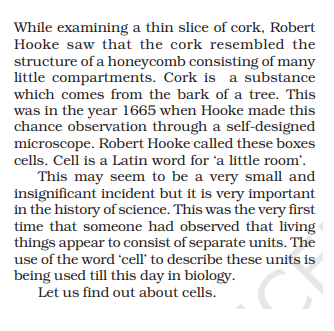 While examining a thin slice of cork, Robert
Hooke saw that the cork resembled the
structure of a honeycomb consisting of many
little compartments. Cork is a substance
which comes from the bark of a tree. This
was in the year 1665 when Hooke made this
chance observation through a self-designed
microscope. Robert Hooke called these boxes
cells. Cell is a Latin word for ‘a little room’.
This may seem to be a very small and
insignificant incident but it is very important
in the history of science. This was the very first
time that someone had observed that living
things appear to consist of separate units. The
use of the word ‘cell’ to describe these units is
being used till this day in biology.
Let us find out about cells.